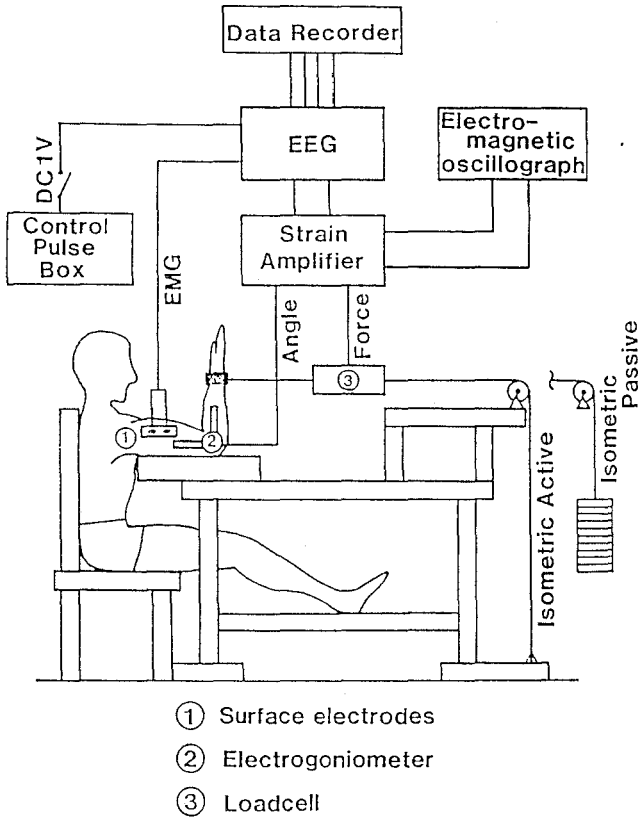 Data Recorder
EEG
Electro-
magnetic
oscillograph
DC1V
Control
Pulse
Box
Strain
Amplifier
EMG
Angle
Force
③
①
②
Isometric Active
Isometric
Passive
① Surface electrodes
② Electrogoniometer
③ Loadcell